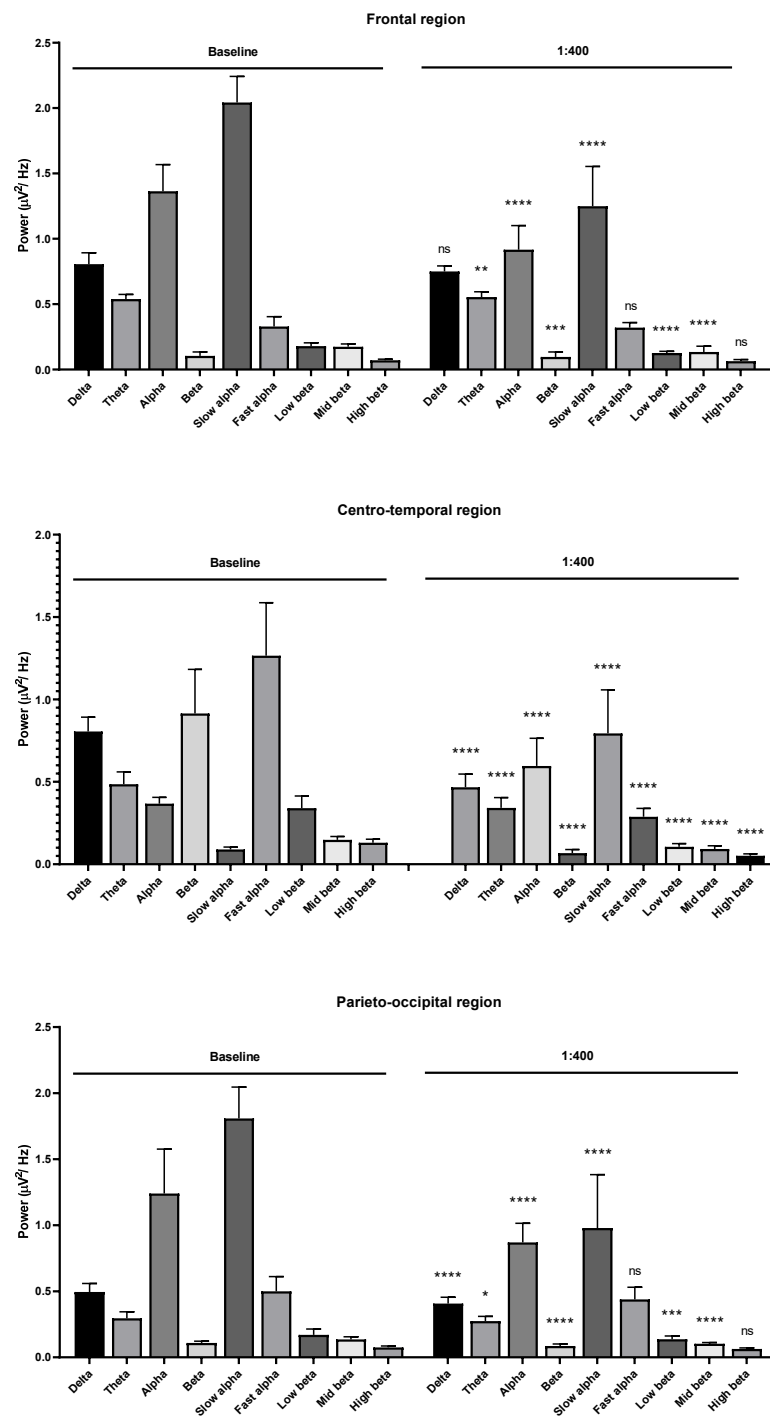 Frontal region
Baseline
1:400
Power (μV²/ Hz)
2.5
2.0
1.5
1.0
0.5
0.0
ns
**
****
***
****
ns
****
****
ns
Delta
Theta
Alpha
Beta
Slow alpha
Fast alpha
Low beta
Mid beta
High beta
Delta
Theta
Alpha
Beta
Slow alpha
Fast alpha
Low beta
Mid beta
High beta
Centro-temporal region
Baseline
1:400
Power (μV²/ Hz)
2.0
1.5
1.0
0.5
0.0
****
****
****
****
****
****
****
****
****
Delta
Theta
Alpha
Beta
Slow alpha
Fast alpha
Low beta
Mid beta
High beta
Delta
Theta
Alpha
Beta
Slow alpha
Fast alpha
Low beta
Mid beta
High beta
Parieto-occipital region
Baseline
1:400
Power (μV²/ Hz)
2.5
2.0
1.5
1.0
0.5
0.0
****
*
****
****
****
ns
***
****
ns
Delta
Theta
Alpha
Beta
Slow alpha
Fast alpha
Low beta
Mid beta
High beta
Delta
Theta
Alpha
Beta
Slow alpha
Fast alpha
Low beta
Mid beta
High beta